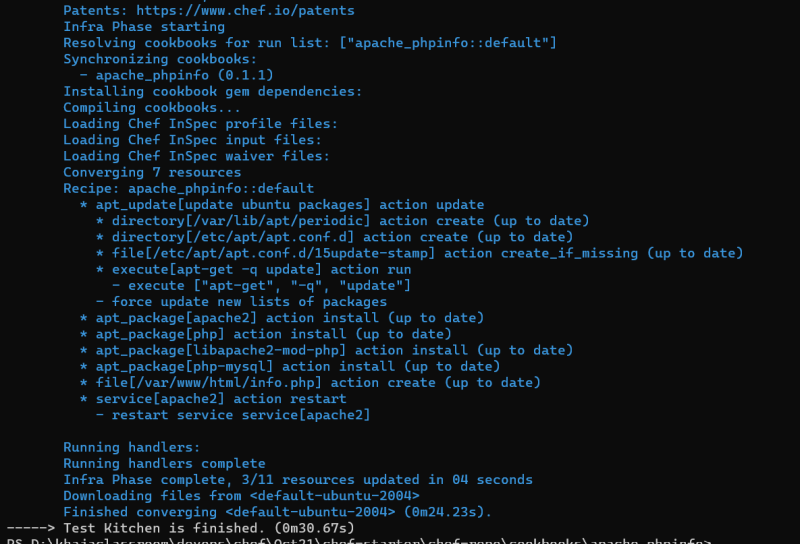 Patents: https://www.chef.io/patents
Infra Phase starting
Resolving cookbooks for run list: ["apache_phpinfo::default"]
Synchronizing cookbooks:
- apache_phpinfo (0.1.1)
Installing cookbook gem dependencies:
Compiling cookbooks...
Loading Chef InSpec profile files:
Loading Chef InSpec input files:
Loading Chef InSpec waiver files:
Converging 7 resources
Recipe: apache_phpinfo::default
* apt_update[update ubuntu packages] action update
* directory[/var/lib/apt/periodic] action create (up to date)
* directory[/etc/apt/apt.conf.d] action create (up to date)
* file[/etc/apt/apt.conf.d/15update-stamp] action create_if_missing (up to date)
* execute[apt-get -q update] action run
- execute ["apt-get", "-q", "update"]
- force update new lists of packages
* apt_package[apache2] action install (up to date)
* apt_package[php] action install (up to date)
* apt_package[libapache2-mod-php] action install (up to date)
* apt_package[php-mysql] action install (up to date)
* file[/var/www/html/info.php] action create (up to date)
* service[apache2] action restart
- restart service service[apache2]
Running handlers:
Running handlers complete
Infra Phase complete, 3/11 resources updated in 04 seconds
Downloading files from <default-ubuntu-2004>
Finished converging <default-ubuntu-2004> (0m24.23s).
-----> Test Kitchen is finished. (0m30.67s)
PS D:\khajaclassroom\devops\chef\Oct21\chef-starter\chef-repo\cookbooks\apache_phpinfo>